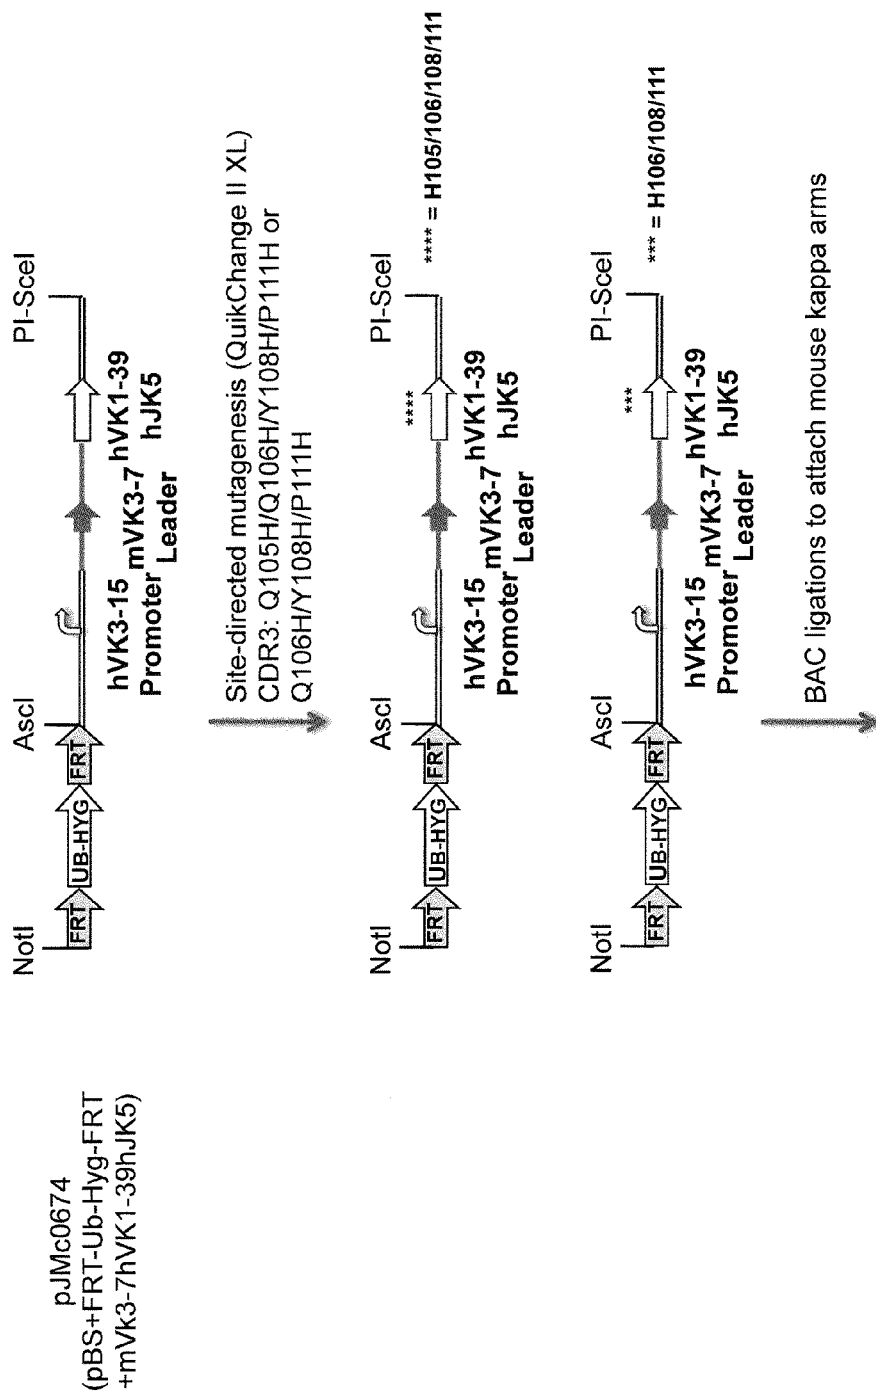 pJMc0674
(pBS+FRT-Ub-Hyg-FRT
+mVk3-7hVK1-39hJK5)
NotI
AscI
PI-SceI
FRT
UB-HYG
FRT
hVK3-15
Promoter
mVK3-7
Leader
hVK1-39
hJK5
Site-directed mutagenesis (QuikChange II XL)
CDR3: Q105H/Q106H/Y108H/P111H or
Q106H/Y108H/P111H
NotI
AscI
PI-SceI
FRT
UB-HYG
FRT
****
**** = H105/106/108/111
hVK3-15
Promoter
mVK3-7
Leader
hVK1-39
hJK5
NotI
AscI
PI-SceI
FRT
UB-HYG
FRT
***
*** = H106/108/111
hVK3-15
Promoter
mVK3-7
Leader
hVK1-39
hJK5
BAC ligations to attach mouse kappa arms